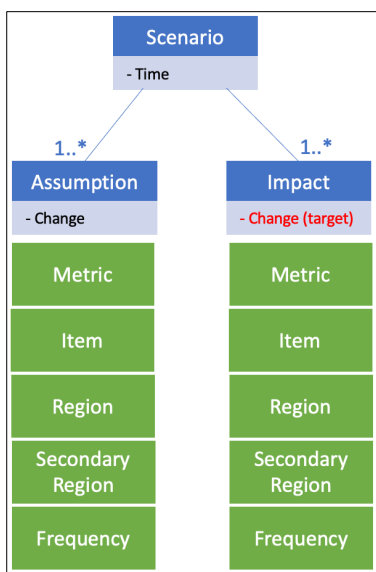 Scenario
- Time
1..*
1..*
Assumption
- Change
Metric
Item
Region
Secondary
Region
Frequency
Impact
- Change (target)
Metric
Item
Region
Secondary
Region
Frequency